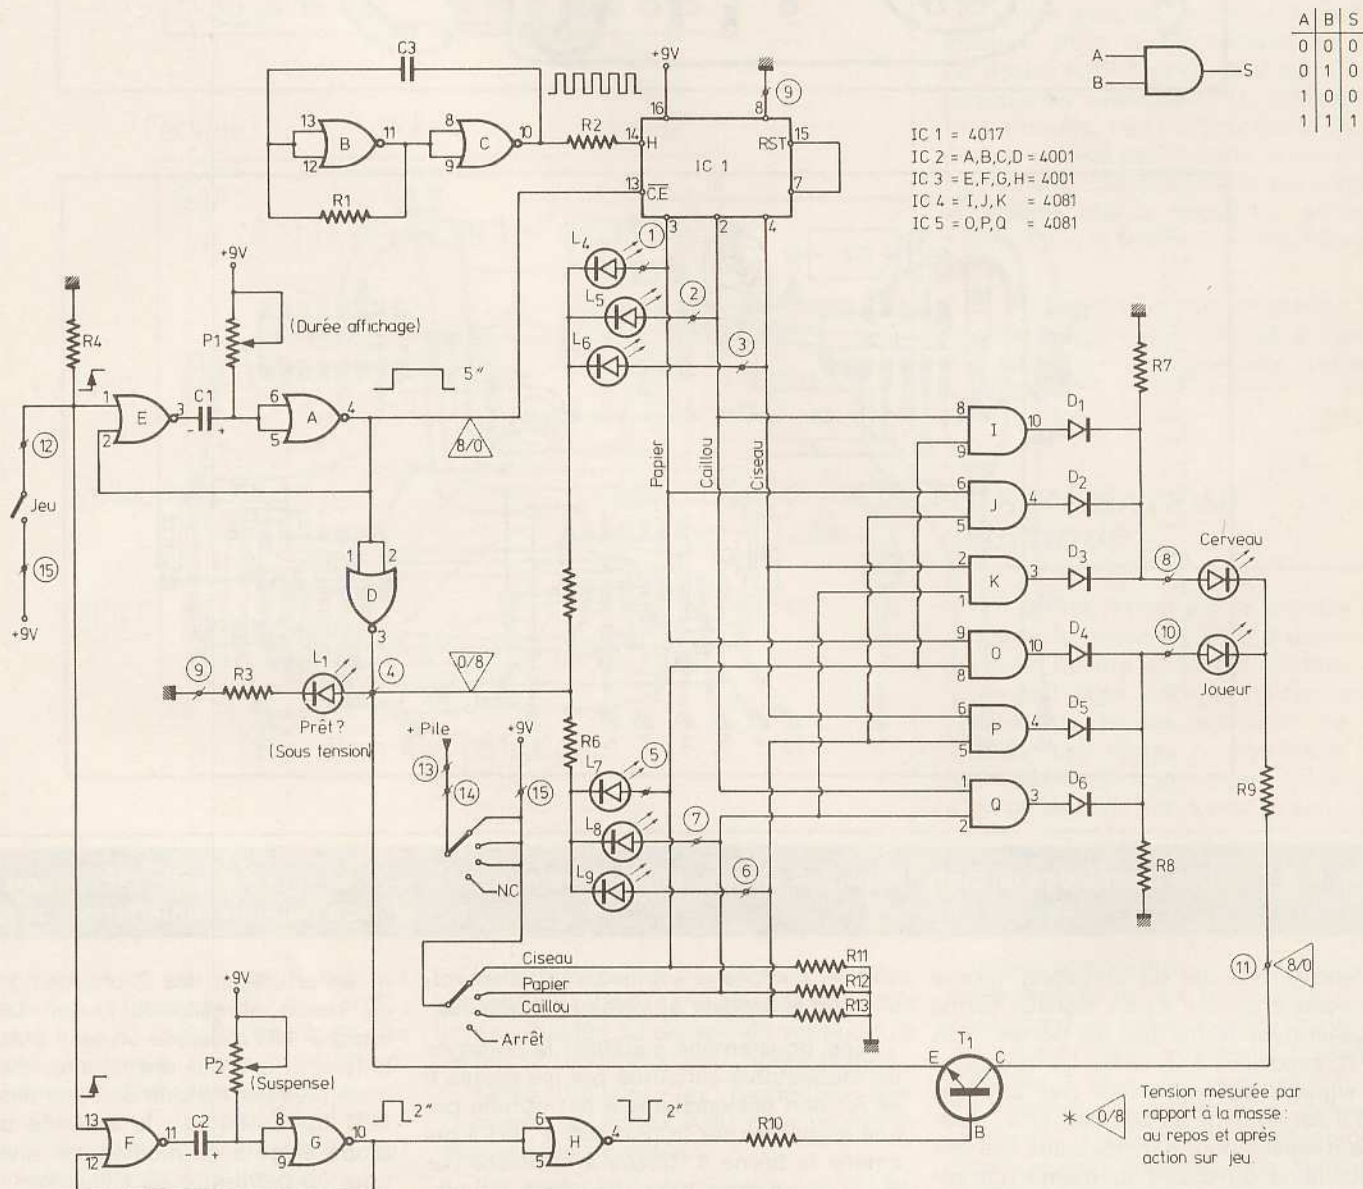 A B S
0 0 0
0 1 0
1 0 0
1 1 1
A
B
S
C3
+9V
16
8
9
13
12
B
11
8
9
C
10
R2
14
H
RST
15
IC 1
13
C.E
7
3
2
4
R1
IC 1 = 4017
IC 2 = A,B,C,D = 4001
IC 3 = E,F,G,H = 4001
IC 4 = I,J,K = 4081
IC 5 = O,P,Q = 4081
L4
1
L5
2
L6
3
+9V
R4
P1
(Durée affichage)
1
2
E
3
C1
- +
6
5
A
4
5"
8/0
12
Jeu
15
+9V
1 2
D
3
Papier
Caillou
Ciseau
8
9
I
10
D1
6
5
J
4
D2
2
1
K
3
D3
9
8
O
10
D4
6
5
P
4
D5
1
2
Q
3
D6
R7
Cerveau
8
10
Joueur
R9
R8
9
R3
L1
4
Prêt ?
(Sous tension)
0/8
+ Pile
+9V
13
14
15
NC
R6
L7
5
L8
7
L9
6
Ciseau
Papier
Caillou
Arrêt
R11
R12
R13
11
8/0
+9V
P2
(Suspense)
13
12
F
11
C2
- +
8
9
G
10
2"
6
5
H
4
2"
R10
T1
E
C
B
* 0/8
Tension mesurée par
rapport à la masse :
au repos et après
action sur jeu.